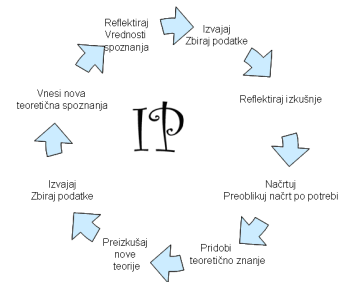 Reflektiraj
Vrednosti
spoznanja
Izvajaj
Zbiraj podatke
Reflektiraj izkušnje
Načrtuj
Preoblikuj načrt po potrebi
Pridobi
teoretično znanje
Preizkušaj
nove
teorije
Izvajaj
Zbiraj podatke
Vnesi nova
teoretična spoznanja
IP